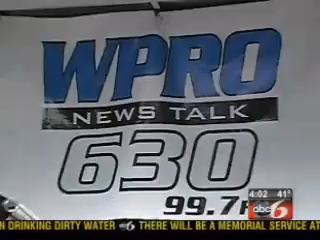 WPRO
NEWS TALK
630
99.7F
4:02 41°
abc 6
N DRINKING DIRTY WATER abc 6 THERE WILL BE A MEMORIAL SERVICE AT